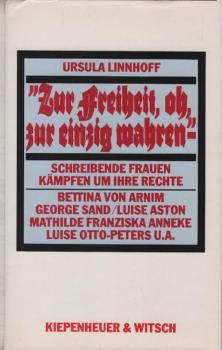 URSULA LINNHOFF
"Zur Freiheit, oh,
zur einzig wahren-"
SCHREIBENDE FRAUEN
KÄMPFEN UM IHRE RECHTE
BETTINA VON ARNIM
GEORGE SAND/LUISE ASTON
MATHILDE FRANZISKA ANNEKE
LUISE OTTO-PETERS U.A.
KIEPENHEUER & WITSCH